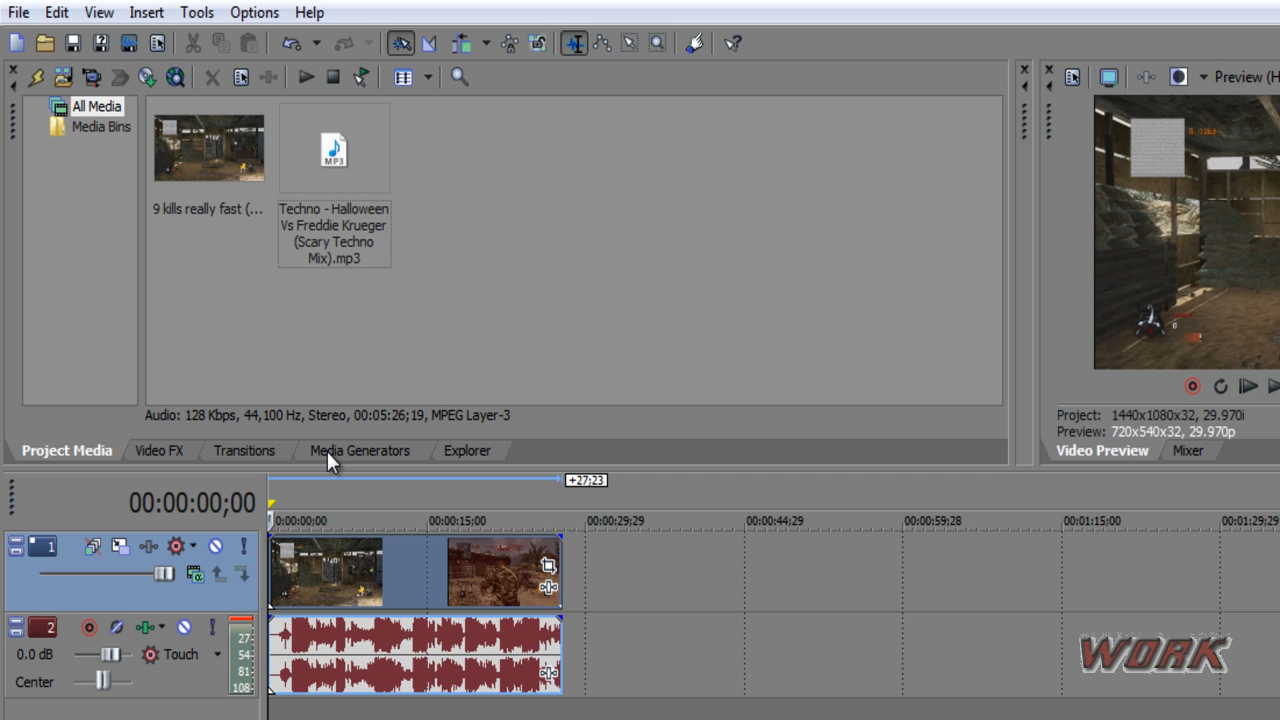 File Edit View Insert Tools Options Help
Preview (H
All Media
Media Bins
MP3
9 kills really fast (...
Techno - Halloween
Vs Freddie Krueger
(Scary Techno
Mix).mp3
Audio: 128 Kbps, 44,100 Hz, Stereo, 00:05:26;19, MPEG Layer-3
Project: 1440x1080x32, 29.970i
Preview: 720x540x32, 29.970p
Project Media Video FX Transitions Media Generators Explorer
Video Preview Mixer
+27;23
00:00:00;00
0:00:00;00 00:00:15;00 00:00:29;29 00:00:44;29 00:00:59;28 00:01:15;00 00:01:29;29
1
2
0.0 dB
Touch
Center
27
54
81
108
WORK